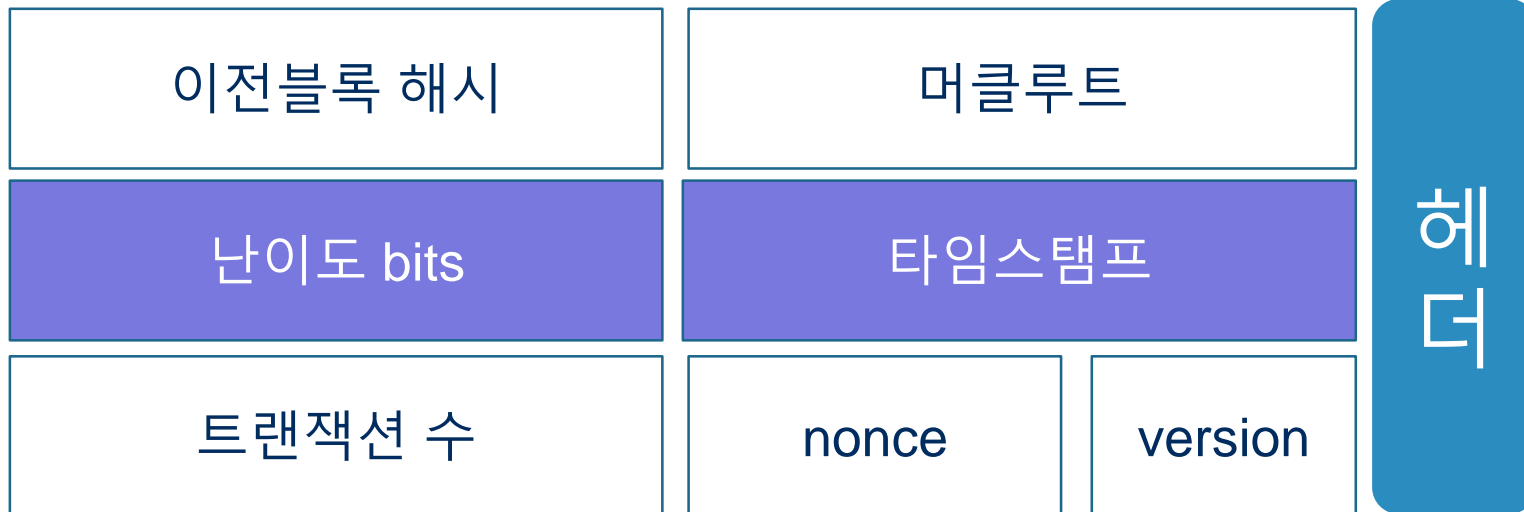 이전블록 해시
머클루트
난이도 bits
타임스탬프
트랜잭션 수
nonce
version
헤더